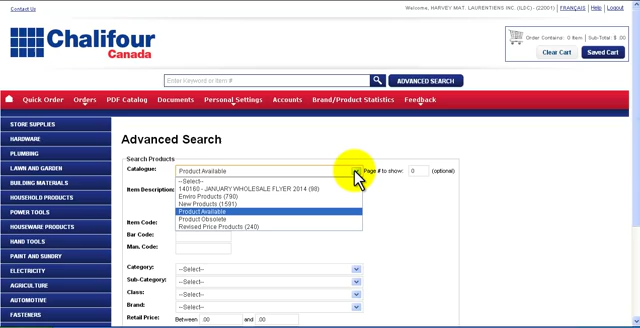 Contact Us
Welcome, HARVEY MAT. LAURENTIENS INC. (ILDC) - (22001) | FRANÇAIS | Help | Logout
Chalifour
Canada
Order Contains: 0 Item | Sub-Total $ .00
Clear Cart
Saved Cart
Enter Keyword or Item #
ADVANCED SEARCH
Quick Order
Orders
PDF Catalog
Documents
Personal Settings
Accounts
Brand/Product Statistics
Feedback
STORE SUPPLIES
HARDWARE
PLUMBING
LAWN AND GARDEN
BUILDING MATERIALS
HOUSEHOLD PRODUCTS
POWER TOOLS
HOUSEWARE PRODUCTS
HAND TOOLS
PAINT AND SUNDRY
ELECTRICITY
AGRICULTURE
AUTOMOTIVE
FASTENERS
Advanced Search
Search Products
Catalogue:
Product Available
Page # to show:
0
(optional)
--Select--
140160 - JANUARY WHOLESALE FLYER 2014 (98)
Enviro Products (790)
New Products (1591)
Product Available
Product Obsolete
Revised Price Products (240)
Item Description:
Item Code:
Bar Code:
Man. Code:
Category:
--Select--
Sub-Category:
--Select--
Class:
--Select--
Brand:
--Select--
Retail Price:
Between
.00
and
.00